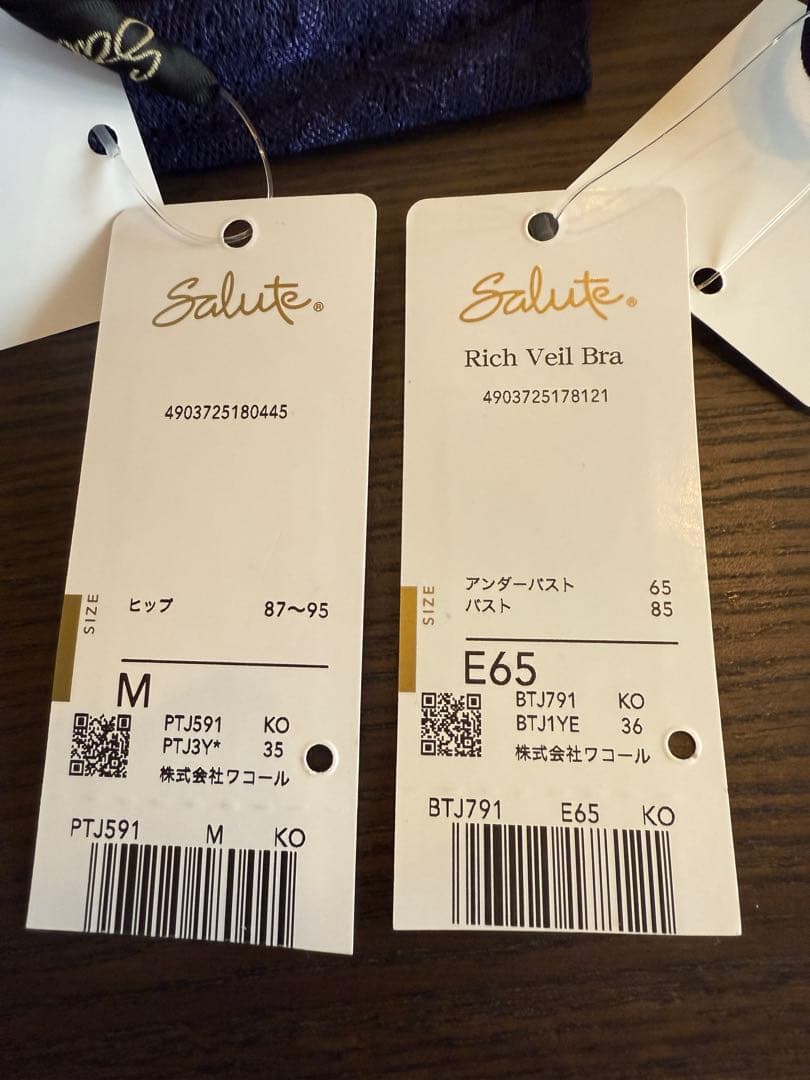 Salute®
4903725180445
SIZE
ヒップ 87〜95
M
PTJ591 KO
PTJ3Y* 35
株式会社ワコール
PTJ591 M KO
Salute®
Rich Veil Bra
4903725178121
SIZE
アンダーバスト 65
バスト 85
E65
BTJ791 KO
BTJ1YE 36
株式会社ワコール
BTJ791 E65 KO